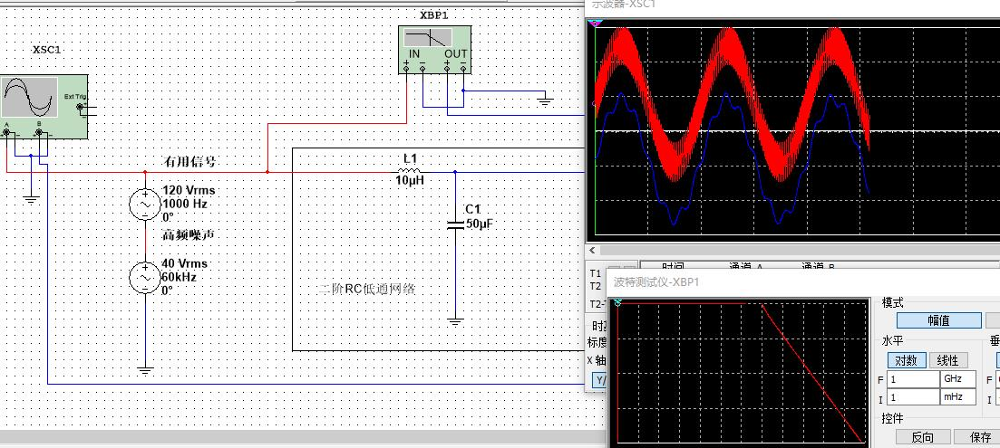 示波器-XSC1
XBP1
XSC1
IN OUT
Ext Trig
A B
有用信号
120 Vrms
1000 Hz
0°
高频噪声
40 Vrms
60kHz
0°
L1
10µH
C1
50µF
二阶RC低通网络
时间 通道_A 通道_B
T1
T2
T2-
时
标度
X 轴
Y/
波特测试仪-XBP1
模式
幅值
水平
对数 线性
F 1 GHz F
I 1 mHz I
控件
反向 保存